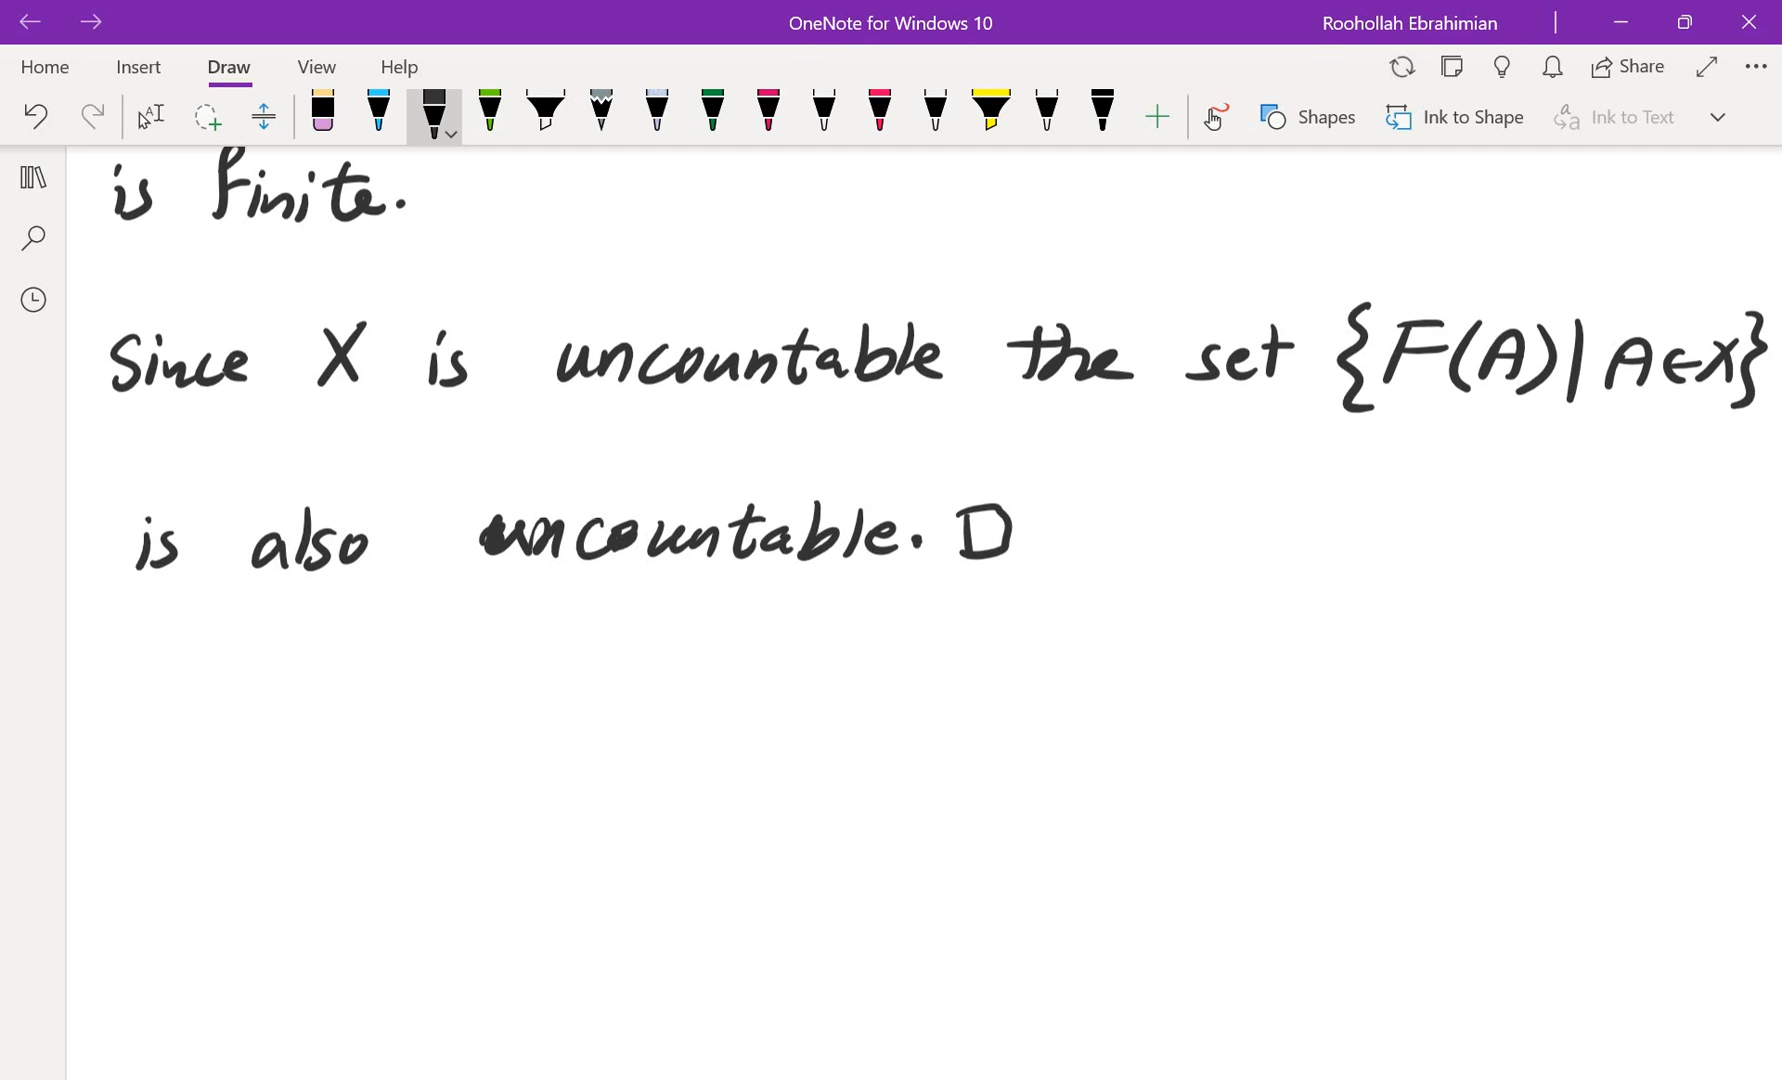 OneNote for Windows 10
Roohollah Ebrahimian
Home Insert Draw View Help
Share
Shapes Ink to Shape Ink to Text
is finite.
Since X is uncountable the set {F(A)| A∈X}
is also uncountable. □